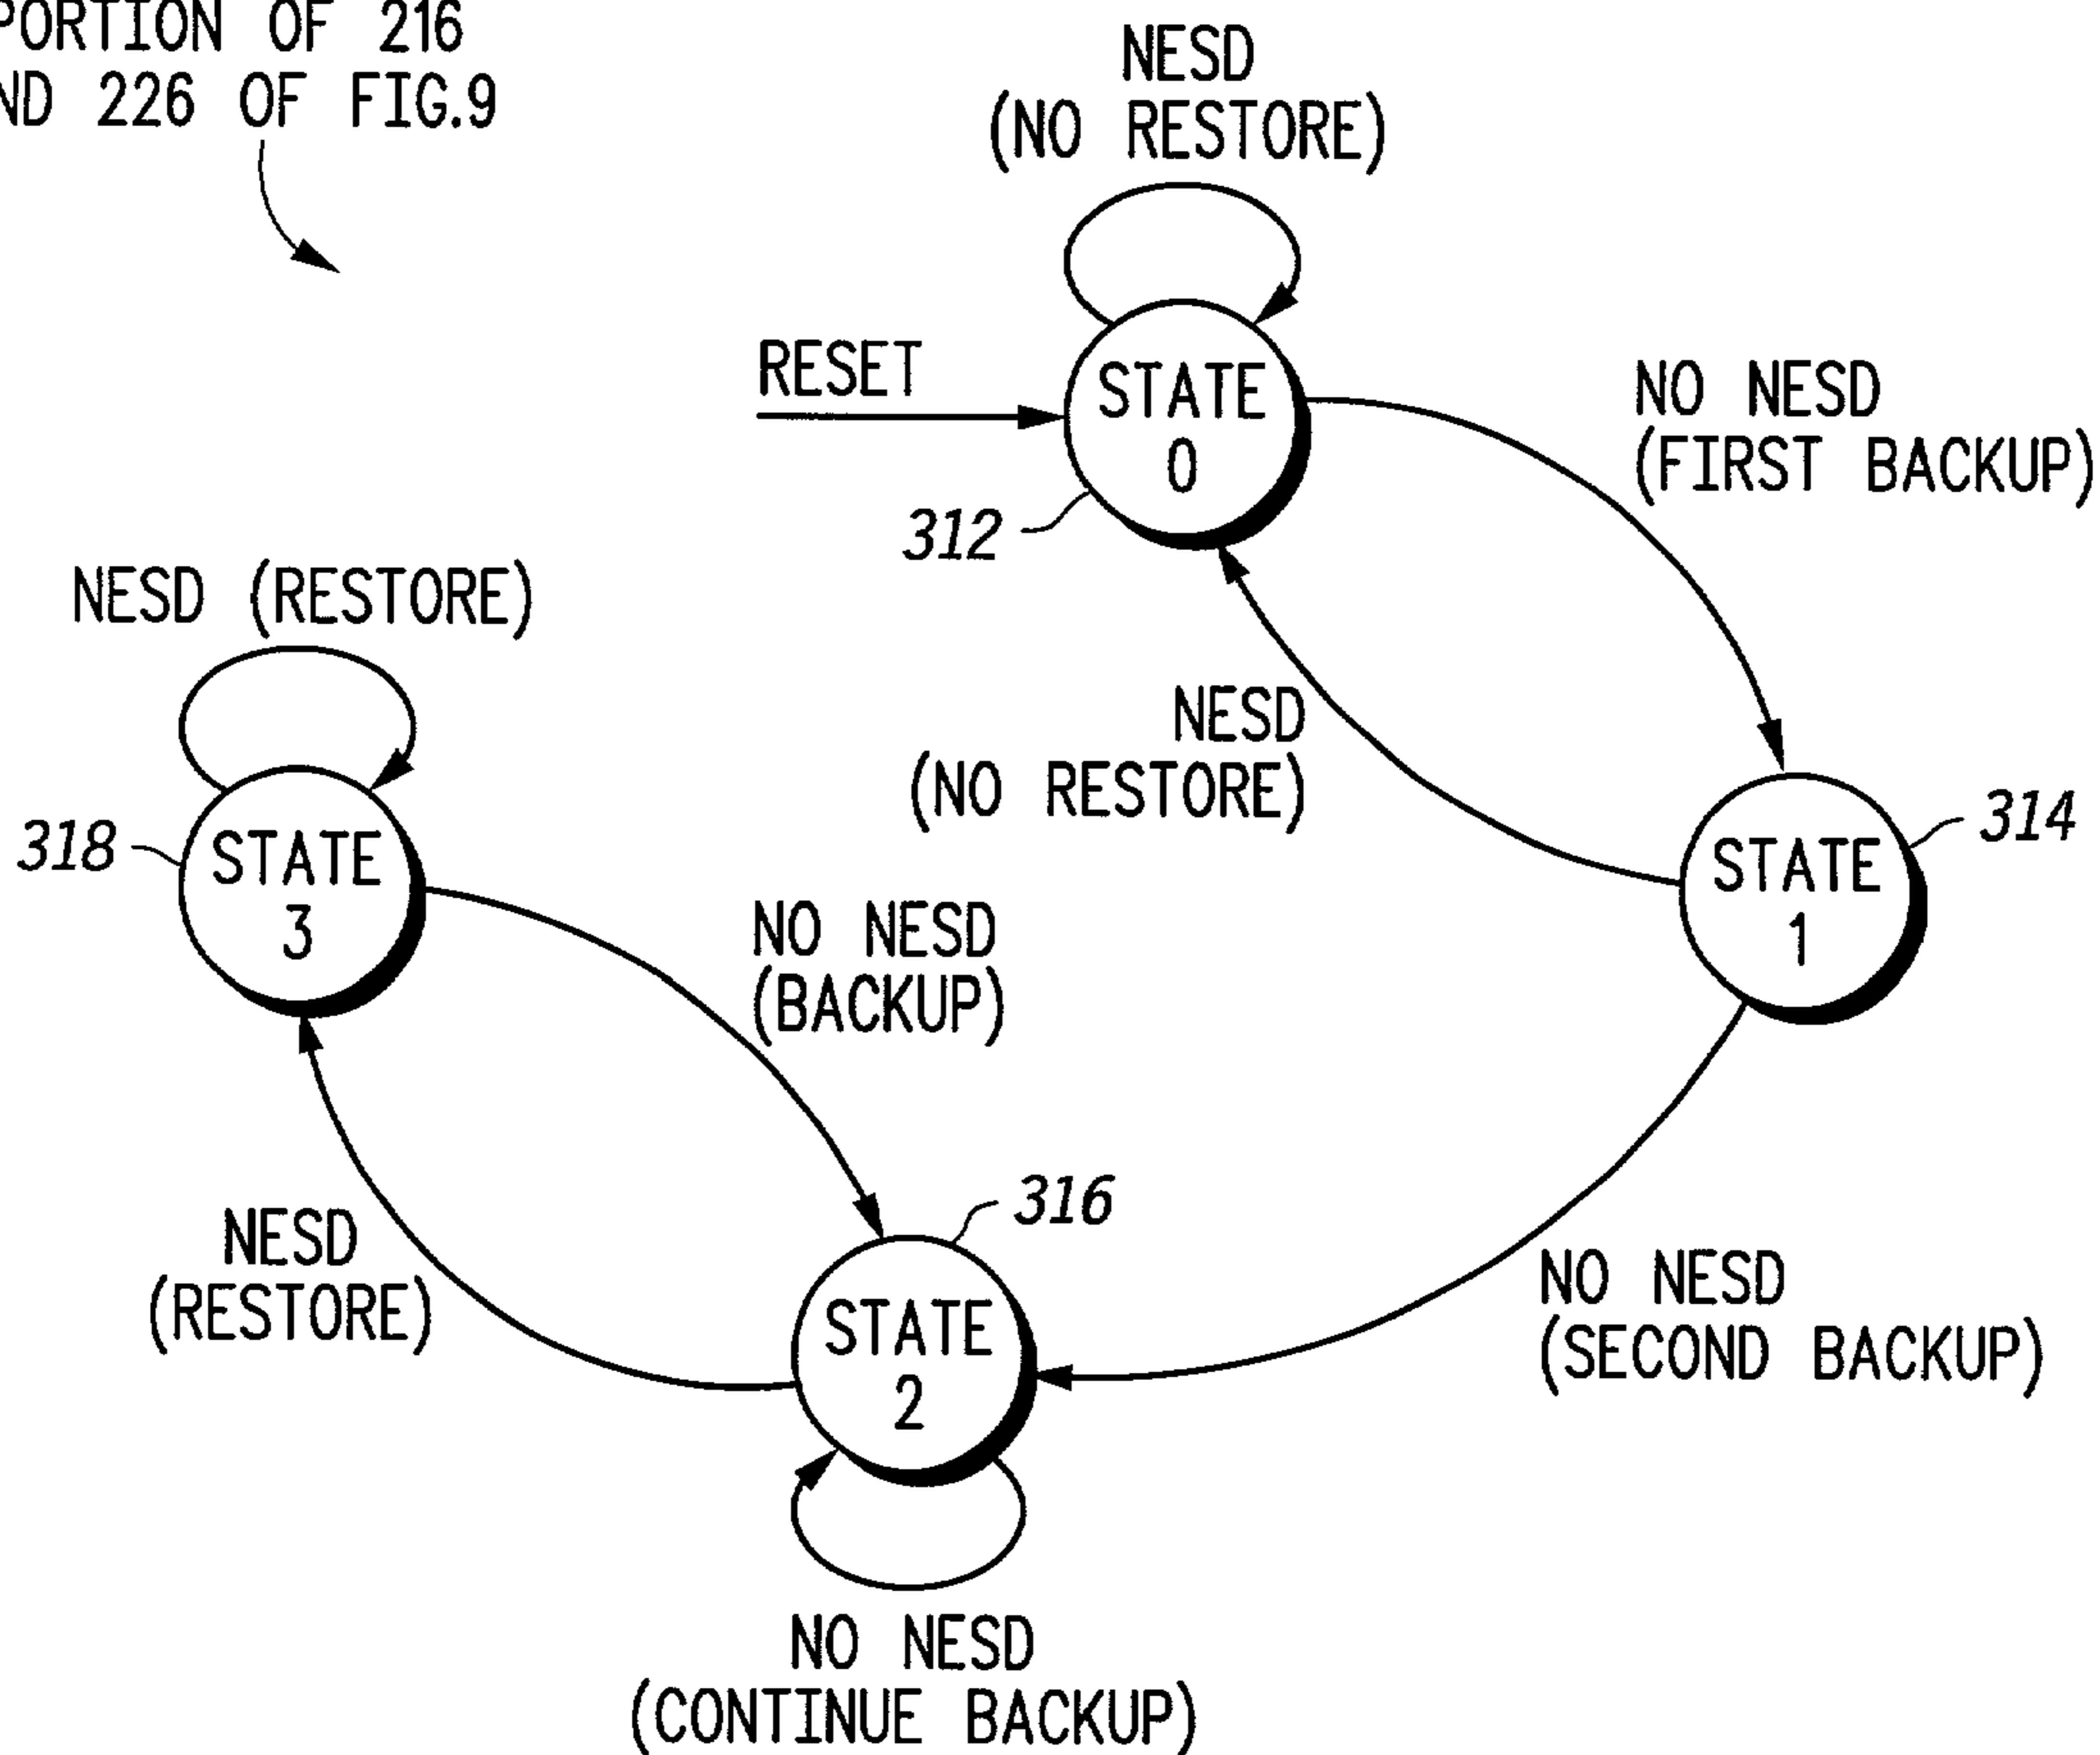 PORTION OF 216
ND 226 OF FIG.9
NESD
(NO RESTORE)
RESET
STATE
0
312
NO NESD
(FIRST BACKUP)
NESD (RESTORE)
NESD
(NO RESTORE)
314
STATE
1
318
STATE
3
NO NESD
(BACKUP)
316
NESD
(RESTORE)
STATE
2
NO NESD
(SECOND BACKUP)
NO NESD
(CONTINUE BACKUP)